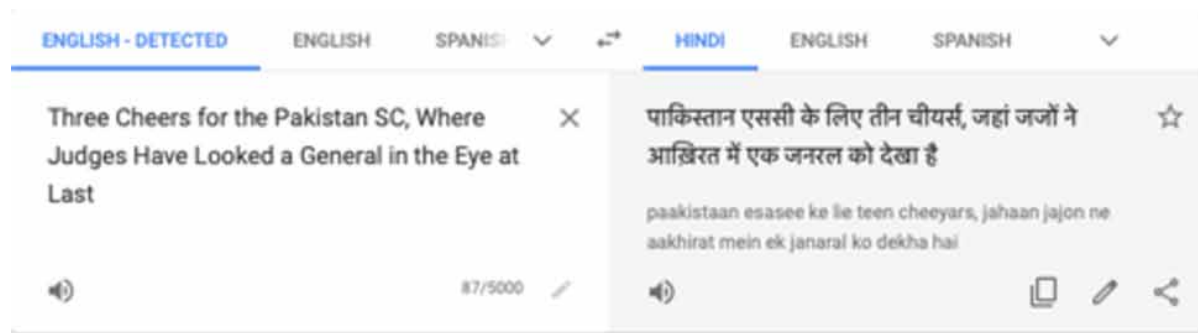 ENGLISH - DETECTED ENGLISH SPANIS HINDI ENGLISH SPANISH
Three Cheers for the Pakistan SC, Where
Judges Have Looked a General in the Eye at
Last
87/5000
पाकिस्तान एससी के लिए तीन चीयर्स, जहां जजों ने
आख़िरत में एक जनरल को देखा है
paakistaan esasee ke lie teen cheeyars, jahaan jajon ne
aakhirat mein ek janaral ko dekha hai